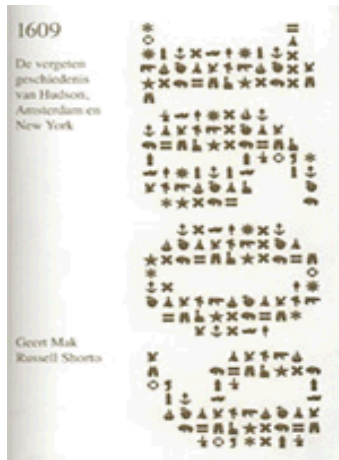 1609
De vergeten
geschiedenis
van Hudson,
Amsterdam en
New York
Geert Mak
Russell Shorto